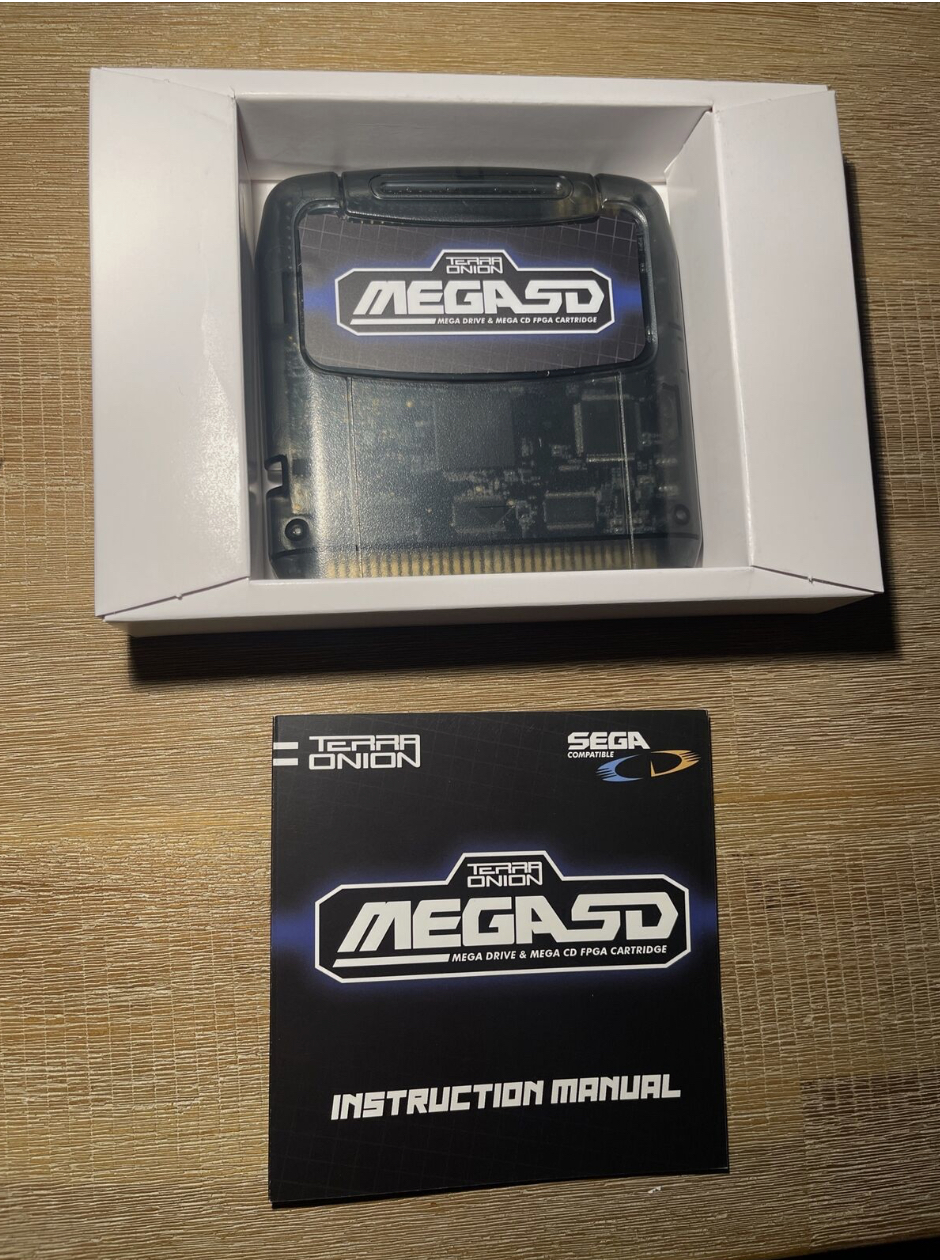 TERRA
ONION
MEGASD
MEGA DRIVE & MEGA CD FPGA CARTRIDGE
TERRA
ONION
SEGA
COMPATIBLE
CD
TERRA
ONION
MEGASD
MEGA DRIVE & MEGA CD FPGA CARTRIDGE
INSTRUCTION MANUAL